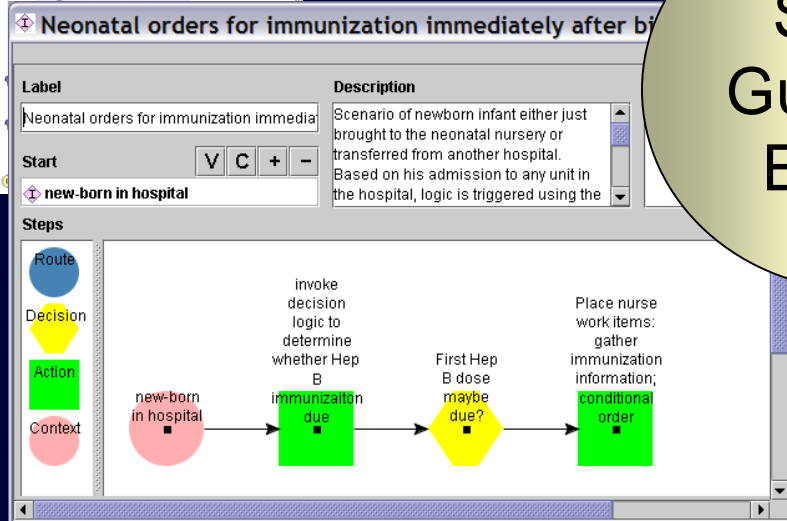 Neonatal orders for immunization immediately after bi
Gu
Label
Description
Neonatal orders for immunization immediat
Scenario of newborn infant either just
brought to the neonatal nursery or
transferred from another hospital.
Based on his admission to any unit in
the hospital, logic is triggered using the
Start
V C + −
new-born in hospital
Steps
Route
Decision
Action
Context
new-born
in hospital
invoke
decision
logic to
determine
whether Hep
B
immunizaiton
due
First Hep
B dose
maybe
due?
Place nurse
work items:
gather
immunization
information;
conditional
order